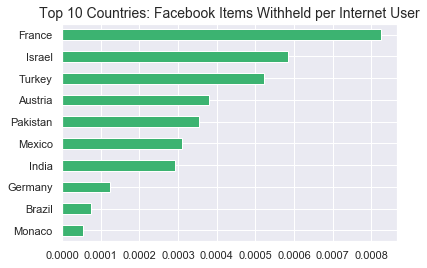 Top 10 Countries: Facebook Items Withheld per Internet User
France
Israel
Turkey
Austria
Pakistan
Mexico
India
Germany
Brazil
Monaco
0.0000 0.0001 0.0002 0.0003 0.0004 0.0005 0.0006 0.0007 0.0008